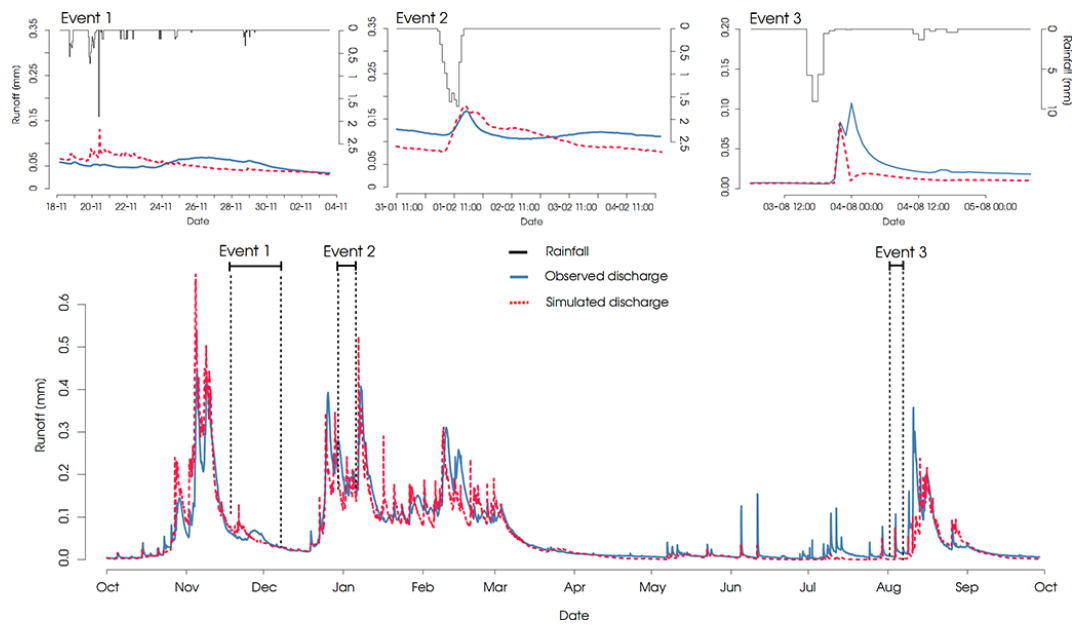 Event 1
Event 2
Event 3
0.35
0.25
0.15
0.05
0
Runoff (mm)
0
0.5
1
1.5
2
2.5
18-11
20-11
22-11
24-11
26-11
28-11
30-11
02-11
04-11
Date
0.35
0.25
0.15
0.05
0
0
0.5
1
1.5
2
2.5
31-01 11:00
01-02 11:00
02-02 11:00
03-02 11:00
04-02 11:00
Date
0.20
0.15
0.10
0.05
0.00
0
5
10
Rainfall (mm)
03-08 12:00
04-08 00:00
04-08 12:00
05-08 00:00
Date
Event 1
Event 2
Event 3
Rainfall
Observed discharge
Simulated discharge
Runoff (mm)
0.6
0.5
0.4
0.3
0.2
0.1
0.0
Oct
Nov
Dec
Jan
Feb
Mar
Apr
May
Jun
Jul
Aug
Sep
Oct
Date